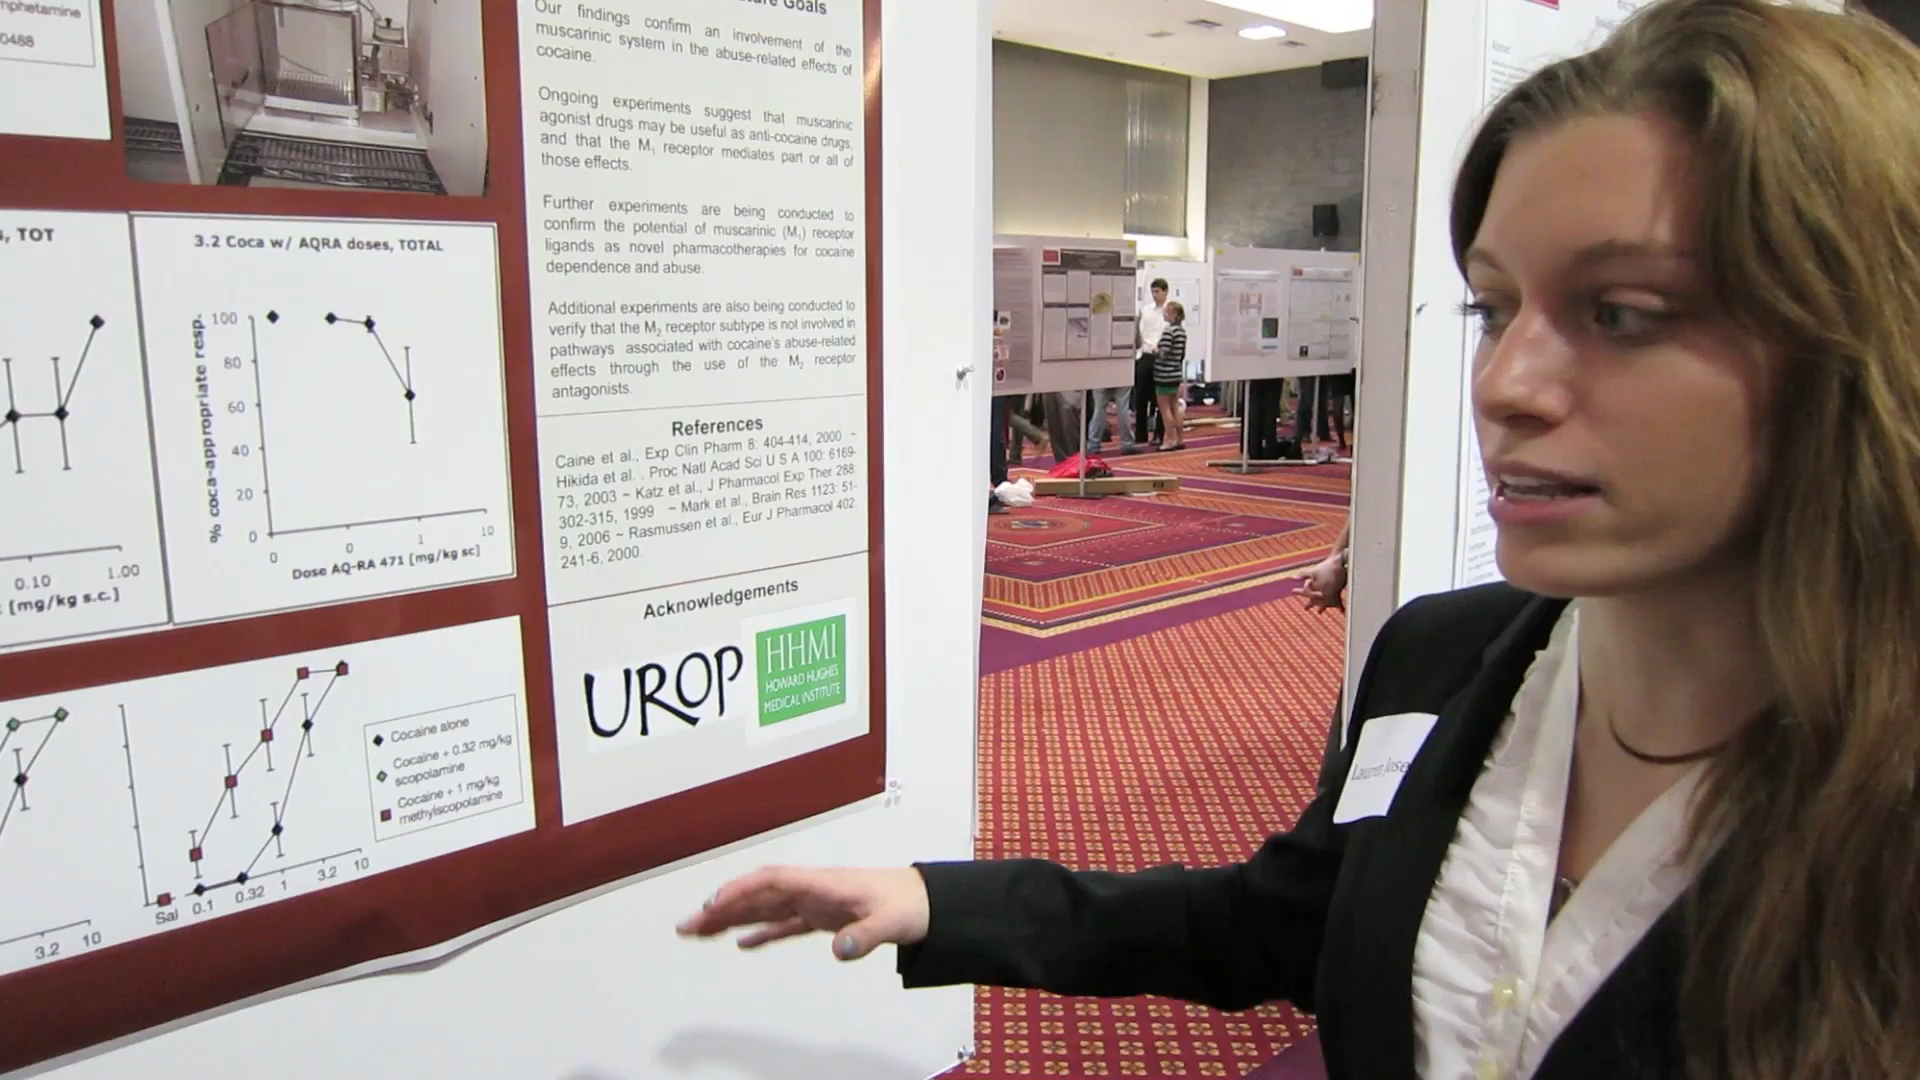 mphetamine
0488
ture Goals
Our findings confirm an involvement of the
muscarinic system in the abuse-related effects of
cocaine.
Ongoing experiments suggest that muscarinic
agonist drugs may be useful as anti-cocaine drugs,
and that the M₁ receptor mediates part or all of
those effects.
Further experiments are being conducted to
confirm the potential of muscarinic (M₁) receptor
ligands as novel pharmacotherapies for cocaine
dependence and abuse.
Additional experiments are also being conducted to
verify that the M₂ receptor subtype is not involved in
pathways associated with cocaine's abuse-related
effects through the use of the M₂ receptor
antagonists.
References
Caine et al., Exp Clin Pharm 8: 404-414, 2000 ~
Hikida et al. . Proc Natl Acad Sci U S A 100: 6169-
73, 2003 ~ Katz et al., J Pharmacol Exp Ther 288:
302-315, 1999 ~ Mark et al., Brain Res 1123: 51-
9, 2006 ~ Rasmussen et al., Eur J Pharmacol 402:
241-6, 2000.
Acknowledgements
UROP
HHMI
HOWARD HUGHES
MEDICAL INSTITUTE
s, TOT
0.10 1.00
[mg/kg s.c.]
3.2 Coca w/ AQRA doses, TOTAL
% coca-appropriate resp.
100
80
60
40
20
0
0 0 1 10
Dose AQ-RA 471 [mg/kg sc]
3.2 10
Sal 0.1 0.32 1 3.2 10
Cocaine alone
Cocaine + 0.32 mg/kg
scopolamine
Cocaine + 1 mg/kg
methylscopolamine
Lauren Jose